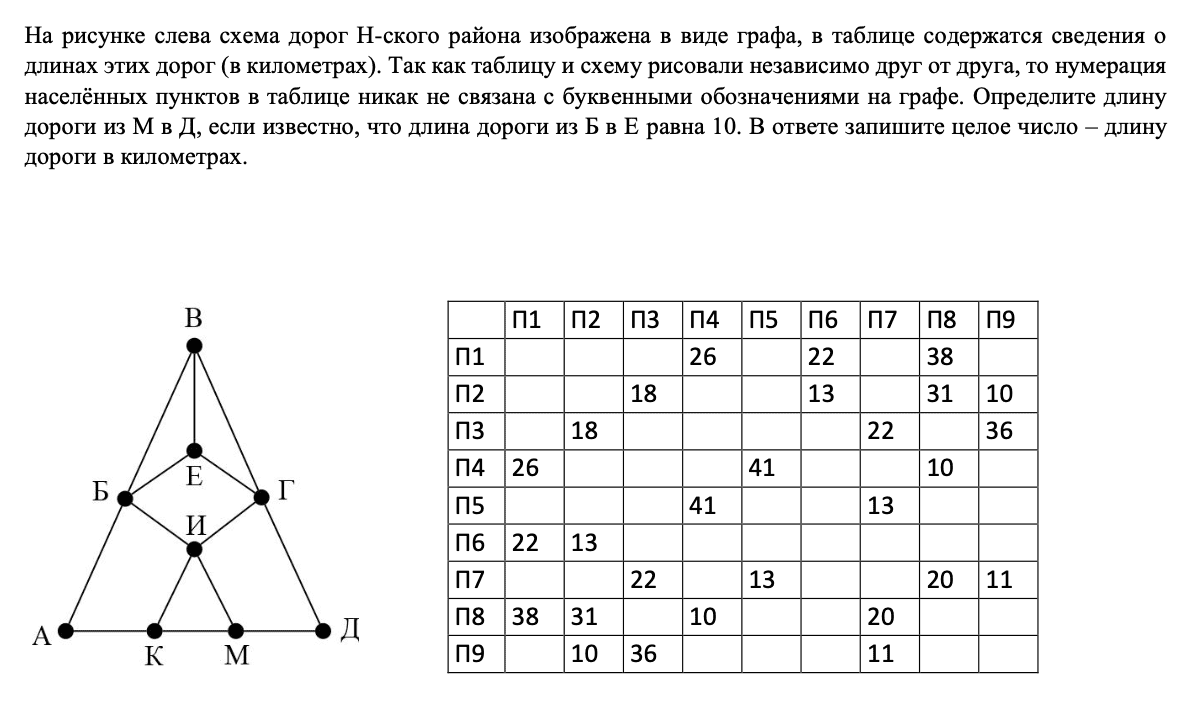 На рисунке слева схема дорог Н-ского района изображена в виде графа, в таблице содержатся сведения о
длинах этих дорог (в километрах). Так как таблицу и схему рисовали независимо друг от друга, то нумерация
населённых пунктов в таблице никак не связана с буквенными обозначениями на графе. Определите длину
дороги из М в Д, если известно, что длина дороги из Б в Е равна 10. В ответе запишите целое число – длину
дороги в километрах.
В
Е
Б
Г
И
А
Д
К
М
П1 П2 П3 П4 П5 П6 П7 П8 П9
П1 26 22 38
П2 18 13 31 10
П3 18 22 36
П4 26 41 10
П5 41 13
П6 22 13
П7 22 13 20 11
П8 38 31 10 20
П9 10 36 11